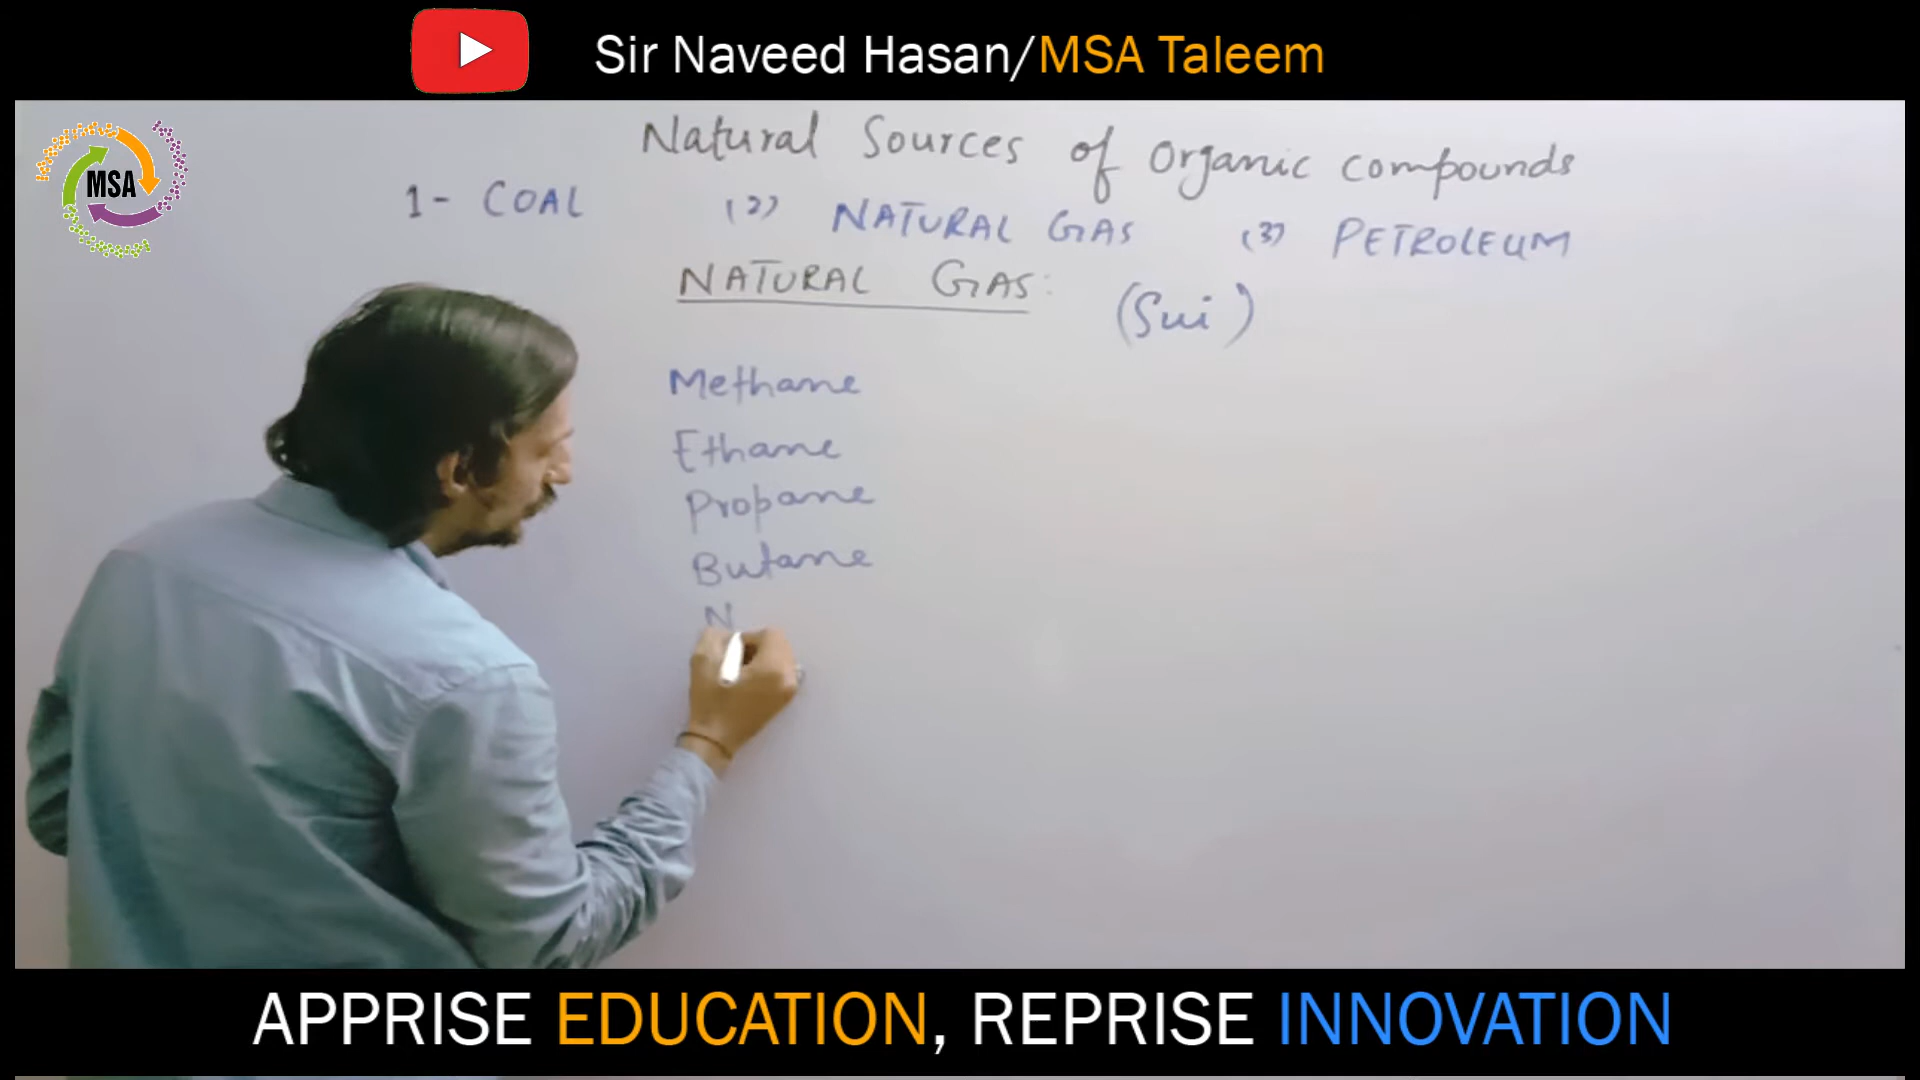 Sir Naveed Hasan/MSA Taleem
MSA
Natural Sources of Organic compounds
1- COAL (2) NATURAL GAS (3) PETROLEUM
NATURAL GAS: (Sui)
Methane
Ethane
Propane
Butane
N
APPRISE EDUCATION, REPRISE INNOVATION